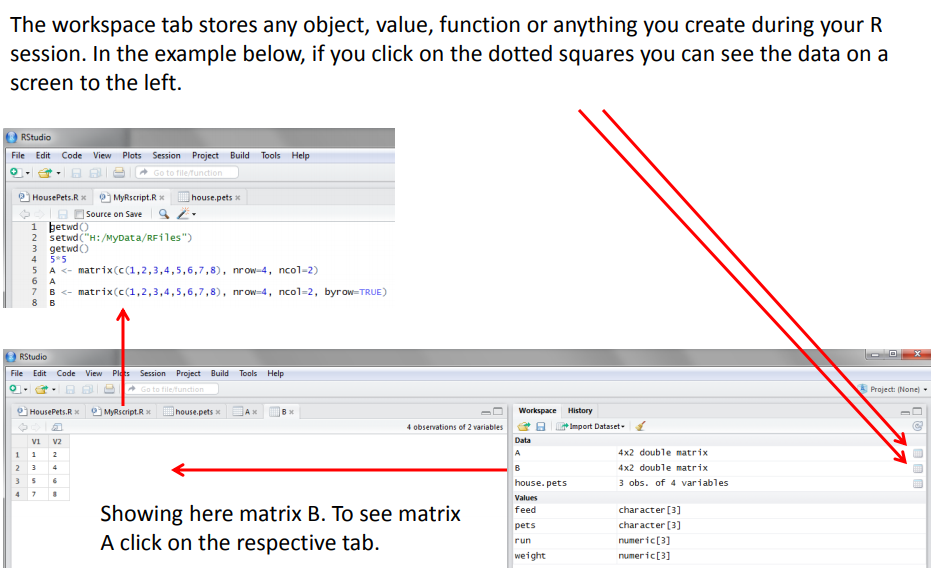 The workspace tab stores any object, value, function or anything you create during your R
session. In the example below, if you click on the dotted squares you can see the data on a
screen to the left.
RStudio
File Edit Code View Plots Session Project Build Tools Help
Go to file/function
HousePets.R MyRscript.R house.pets
Source on Save
1 getwd()
2 setwd("H:/MyData/RFiles")
3 getwd()
4 5*5
5 A <- matrix(c(1,2,3,4,5,6,7,8), nrow=4, ncol=2)
6 A
7 B <- matrix(c(1,2,3,4,5,6,7,8), nrow=4, ncol=2, byrow=TRUE)
8 B
RStudio
File Edit Code View Plots Session Project Build Tools Help
Go to file/function
Project: (None)
HousePets.R MyRscript.R house.pets A B
4 observations of 2 variables
V1 V2
1 1 2
2 3 4
3 5 6
4 7 8
Showing here matrix B. To see matrix
A click on the respective tab.
Workspace History
Import Dataset
Data
A 4x2 double matrix
B 4x2 double matrix
house.pets 3 obs. of 4 variables
Values
feed character[3]
pets character[3]
run numeric[3]
weight numeric[3]